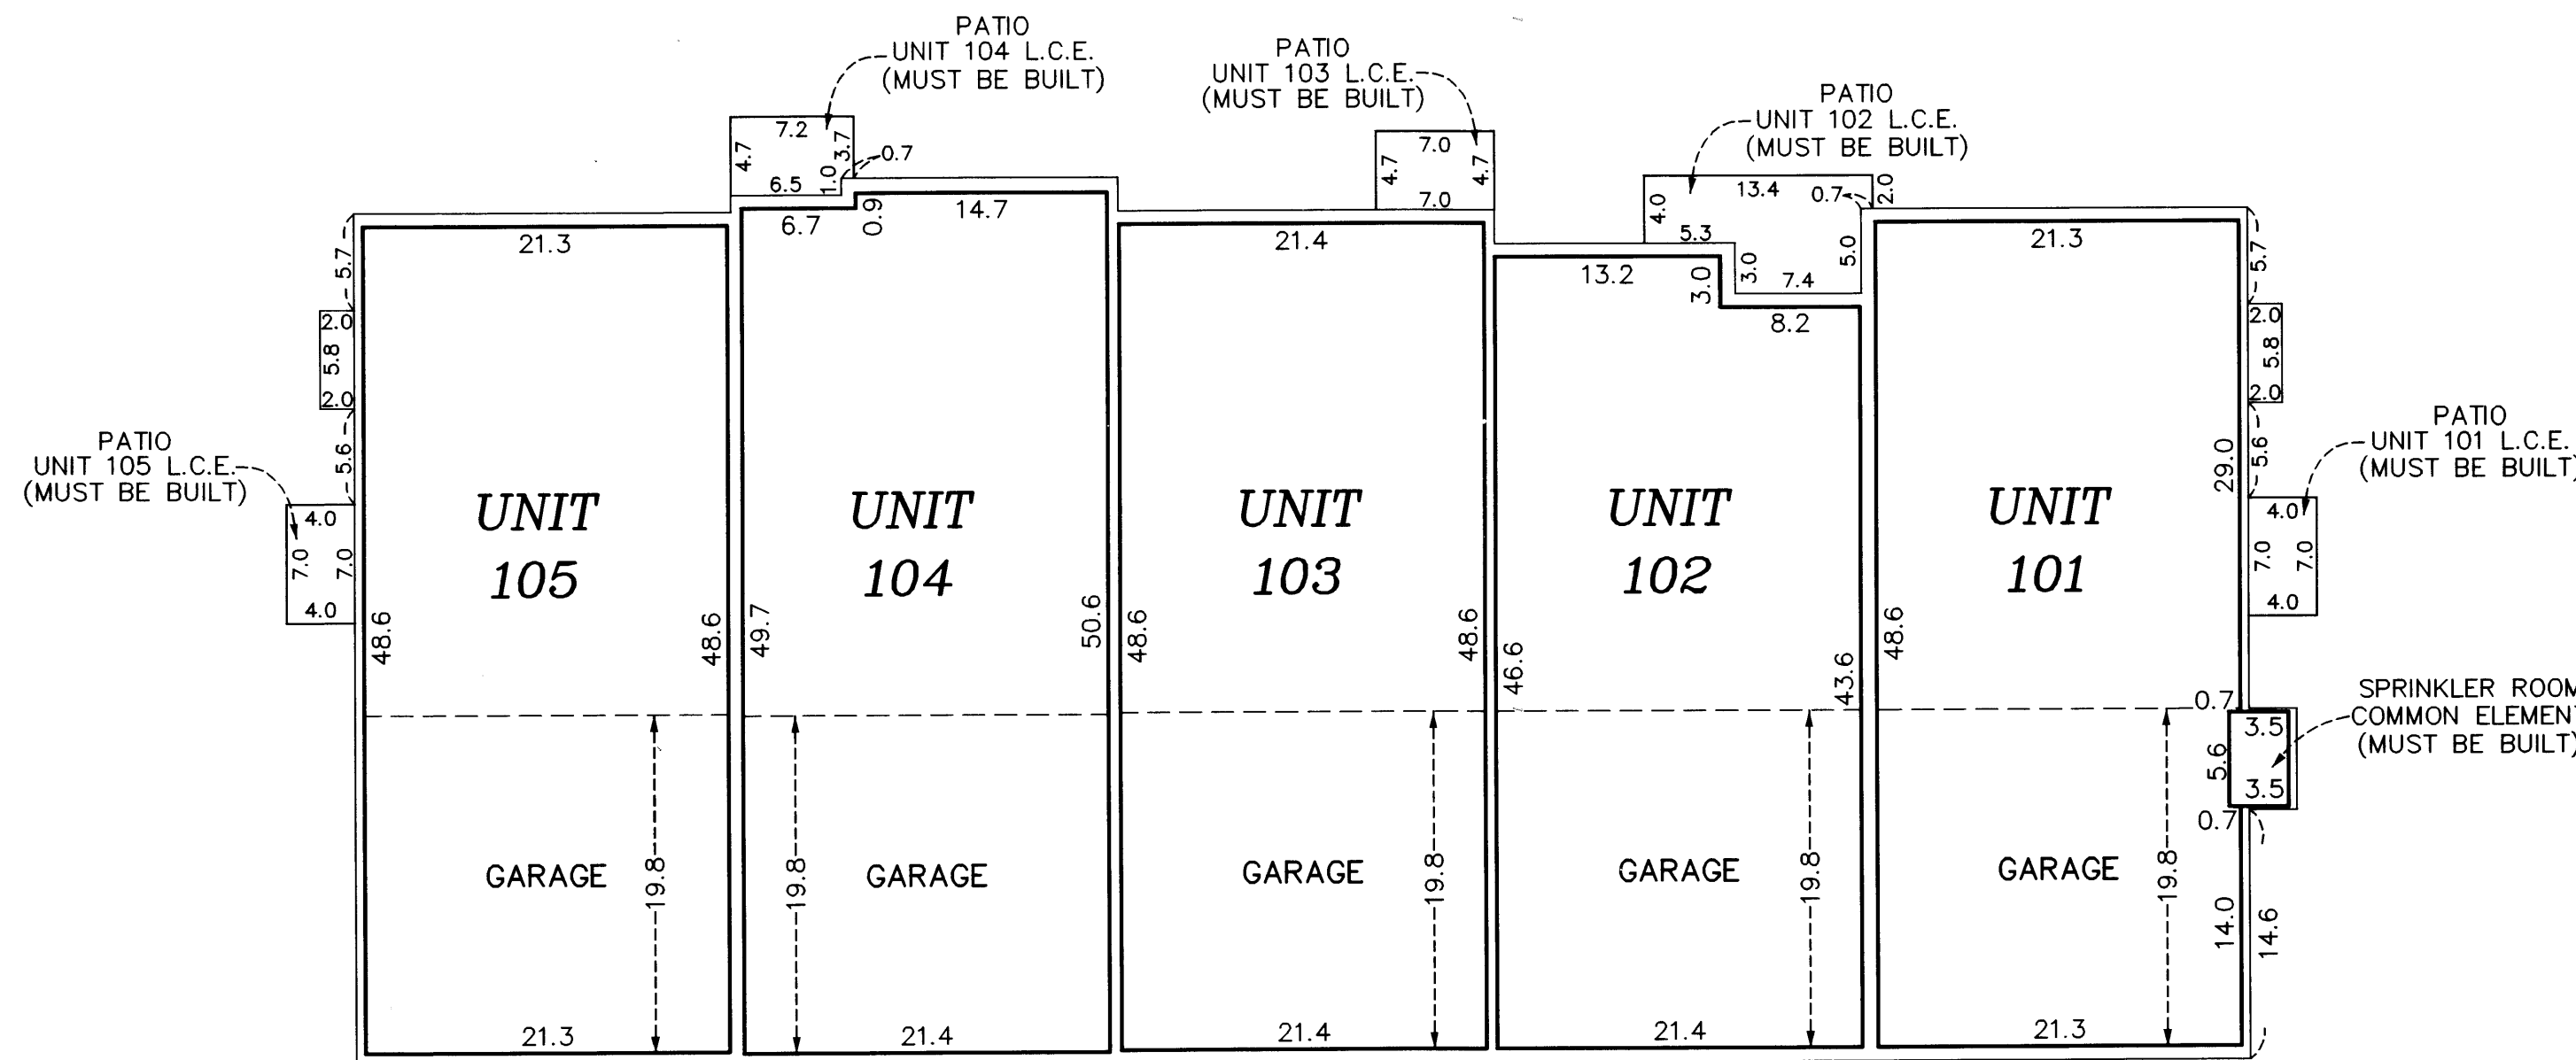 PATIO
UNIT 104 L.C.E.
(MUST BE BUILT)
PATIO
UNIT 103 L.C.E.
(MUST BE BUILT)
PATIO
UNIT 102 L.C.E.
(MUST BE BUILT)
7.2
4.7
3.7
0.7
6.5
1.0
7.0
4.7
4.7
7.0
13.4
0.7
2.0
4.0
5.3
3.0
7.4
5.0
5.7
21.3
6.7
0.9
14.7
21.4
13.2
3.0
8.2
21.3
5.7
2.0
5.8
2.0
5.6
2.0
5.8
2.0
5.6
PATIO
UNIT 105 L.C.E.
(MUST BE BUILT)
PATIO
UNIT 101 L.C.E.
(MUST BE BUILT)
4.0
7.0
7.0
4.0
4.0
7.0
7.0
4.0
UNIT
105
UNIT
104
UNIT
103
UNIT
102
UNIT
101
29.0
48.6
48.6
49.7
50.6
48.6
48.6
46.6
43.6
48.6
0.7
3.5
5.6
3.5
0.7
SPRINKLER ROOM
COMMON ELEMENT
(MUST BE BUILT)
GARAGE
19.8
19.8
GARAGE
GARAGE
19.8
GARAGE
19.8
GARAGE
19.8
14.0
14.6
21.3
21.4
21.4
21.4
21.3